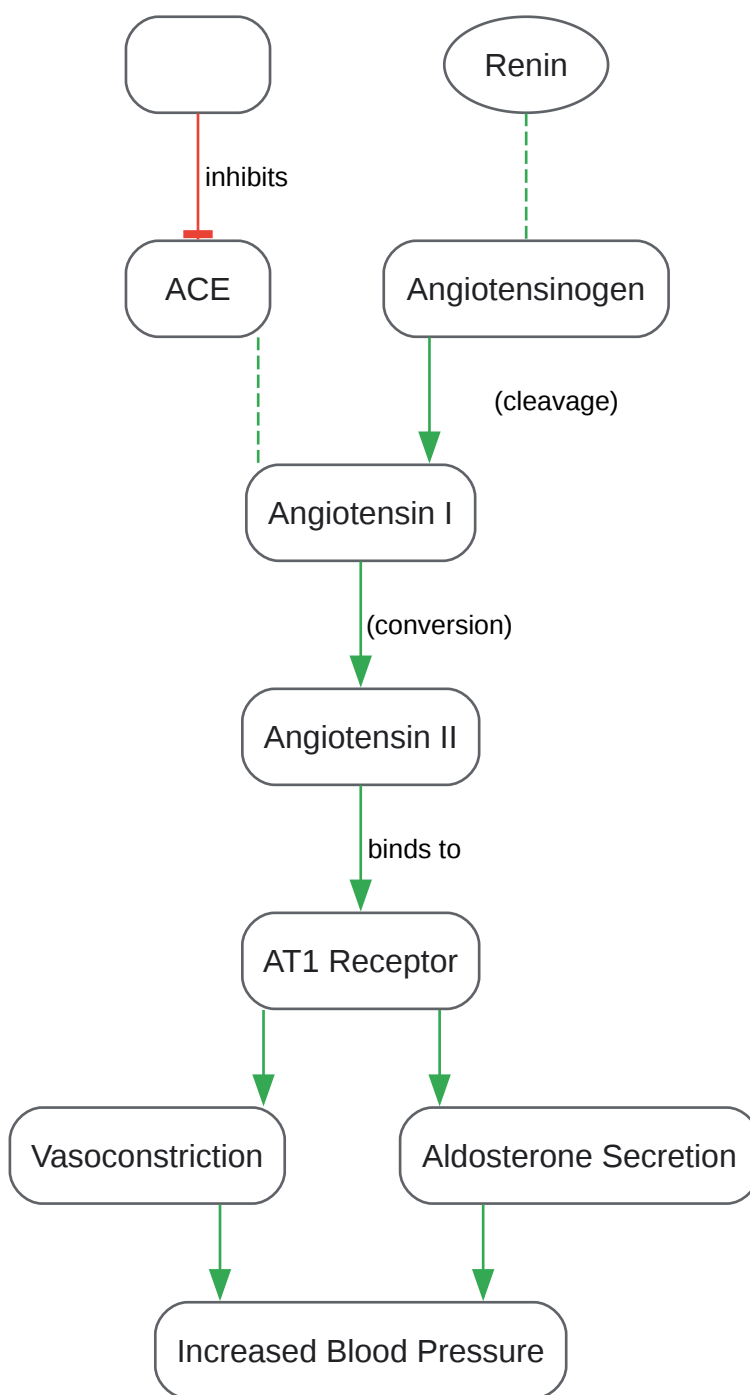 Renin
inhibits
ACE
Angiotensinogen
(cleavage)
Angiotensin I
(conversion)
Angiotensin II
binds to
AT1 Receptor
Vasoconstriction
Aldosterone Secretion
Increased Blood Pressure